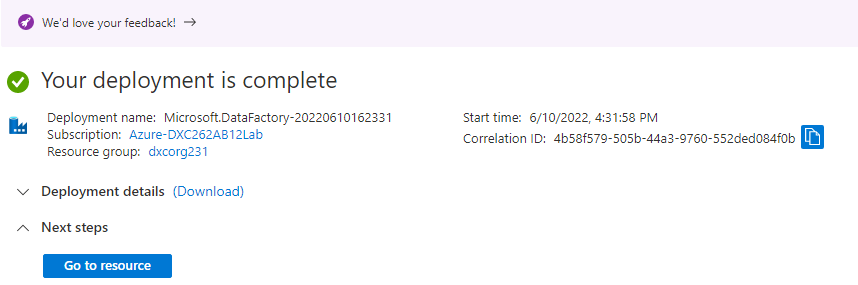 We'd love your feedback! →
Your deployment is complete
Deployment name: Microsoft.DataFactory-20220610162331
Subscription: Azure-DXC262AB12Lab
Resource group: dxcorg231
Start time: 6/10/2022, 4:31:58 PM
Correlation ID: 4b58f579-505b-44a3-9760-552ded084f0b
Deployment details (Download)
Next steps
Go to resource